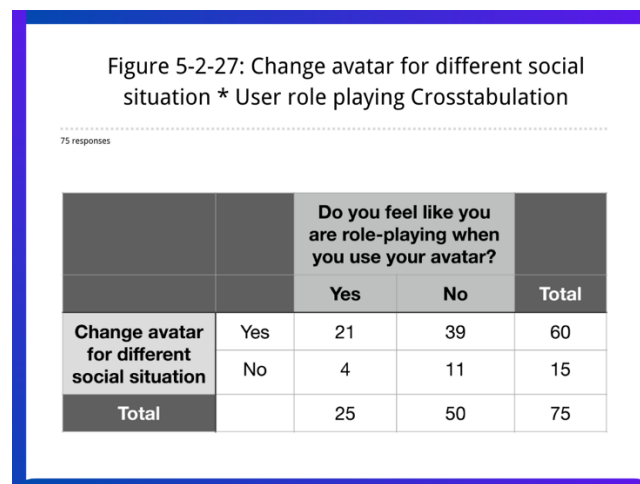 Figure 5-2-27: Change avatar for different social
situation * User role playing Crosstabulation
75 responses
Do you feel like you
are role-playing when
you use your avatar?
Yes No Total
Change avatar
for different
social situation
Yes 21 39 60
No 4 11 15
Total 25 50 75